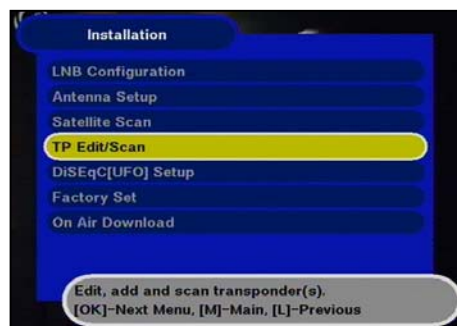 Installation
LNB Configuration
Antenna Setup
Satellite Scan
TP Edit/Scan
DiSEqC[UFO] Setup
Factory Set
On Air Download
Edit, add and scan transponder(s).
[OK]-Next Menu, [M]-Main, [L]-Previous